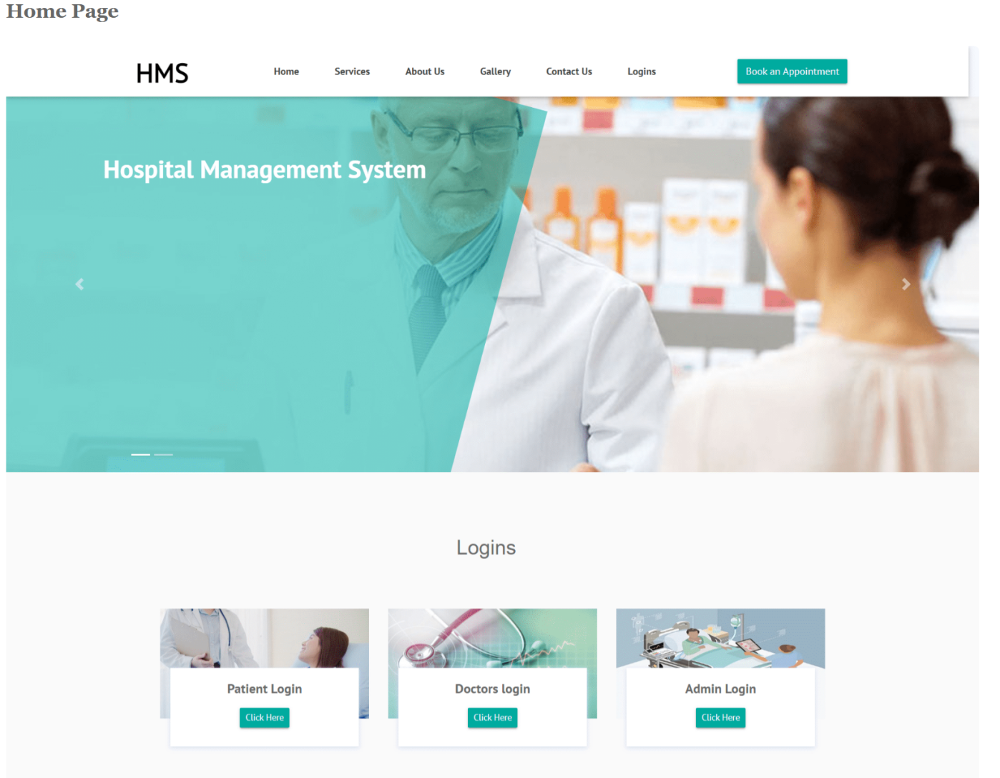 Home Page
HMS Home Services About Us Gallery Contact Us Logins Book an Appointment
Hospital Management System
Logins
Patient Login Doctors login Admin Login
Click Here Click Here Click Here